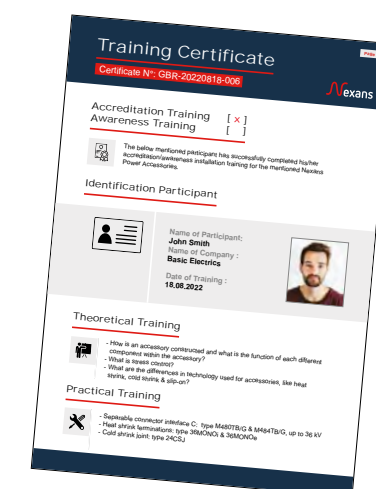 Page
Training Certificate
Certificate N°: GBR-20220818-006
Nexans
Accreditation Training [ x ]
Awareness Training [ ]
The below mentioned participant has successfully completed his/her
accreditation/awareness installation training for the mentioned Nexans
Power Accessories.
Identification Participant
Name of Participant:
John Smith
Name of Company :
Basic Electrics
Date of Training :
18.08.2022
Theoretical Training
- How is an accessory constructed and what is the function of each different
component within the accessory?
- What is stress control?
- What are the differences in technology used for accessories, like heat
shrink, cold shrink & slip-on?
Practical Training
- Separable connector interface C: type M480TB/G & M484TB/G, up to 36 kV
- Heat shrink terminations: type 36MONOi & 36MONOe
- Cold shrink joint: type 24CSJ